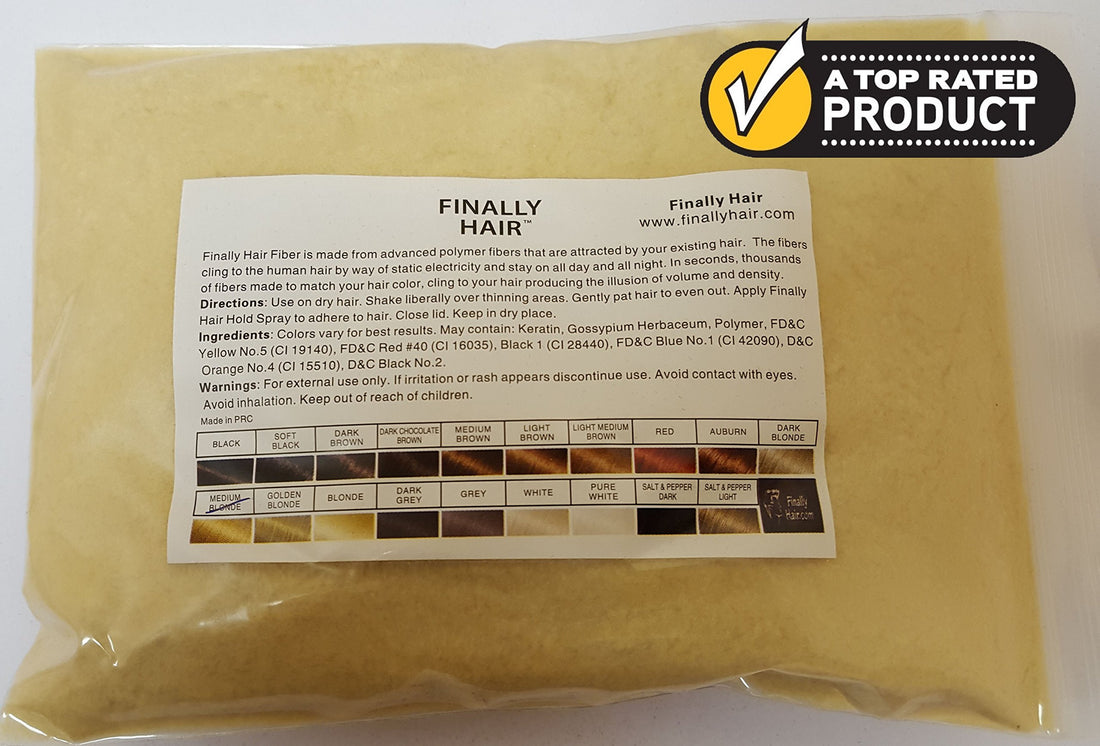 A TOP RATED
PRODUCT
FINALLY
HAIR™
Finally Hair
www.finallyhair.com
Finally Hair Fiber is made from advanced polymer fibers that are attracted by your existing hair. The fibers
cling to the human hair by way of static electricity and stay on all day and all night. In seconds, thousands
of fibers made to match your hair color, cling to your hair producing the illusion of volume and density.
Directions: Use on dry hair. Shake liberally over thinning areas. Gently pat hair to even out. Apply Finally
Hair Hold Spray to adhere to hair. Close lid. Keep in dry place.
Ingredients: Colors vary for best results. May contain: Keratin, Gossypium Herbaceum, Polymer, FD&C
Yellow No.5 (CI 19140), FD&C Red #40 (CI 16035), Black 1 (CI 28440), FD&C Blue No.1 (CI 42090), D&C
Orange No.4 (CI 15510), D&C Black No.2.
Warnings: For external use only. If irritation or rash appears discontinue use. Avoid contact with eyes.
Avoid inhalation. Keep out of reach of children.
Made in PRC
BLACK
SOFT
BLACK
DARK
BROWN
DARK CHOCOLATE
BROWN
MEDIUM
BROWN
LIGHT
BROWN
LIGHT MEDIUM
BROWN
RED
AUBURN
DARK
BLONDE
MEDIUM
BLONDE
GOLDEN
BLONDE
BLONDE
DARK
GREY
GREY
WHITE
PURE
WHITE
SALT & PEPPER
DARK
SALT & PEPPER
LIGHT
Finally
Hair.com